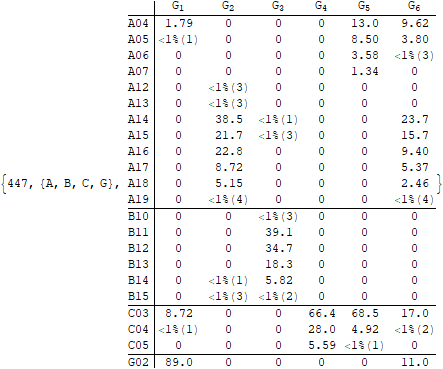 G1 G2 G3 G4 G5 G6
A04 1.79 0 0 0 13.0 9.62
A05 <1%(1) 0 0 0 8.50 3.80
A06 0 0 0 0 3.58 <1%(3)
A07 0 0 0 0 1.34 0
A12 0 <1%(3) 0 0 0 0
A13 0 <1%(3) 0 0 0 0
A14 0 38.5 <1%(1) 0 0 23.7
A15 0 21.7 <1%(3) 0 0 15.7
A16 0 22.8 0 0 0 9.40
A17 0 8.72 0 0 0 5.37
{447, {A, B, C, G}, A18 0 5.15 0 0 0 2.46 }
A19 0 <1%(4) 0 0 0 <1%(4)
B10 0 0 <1%(3) 0 0 0
B11 0 0 39.1 0 0 0
B12 0 0 34.7 0 0 0
B13 0 0 18.3 0 0 0
B14 0 <1%(1) 5.82 0 0 0
B15 0 <1%(3) <1%(2) 0 0 0
C03 8.72 0 0 66.4 68.5 17.0
C04 <1%(1) 0 0 28.0 4.92 <1%(2)
C05 0 0 0 5.59 <1%(1) 0
G02 89.0 0 0 0 0 11.0